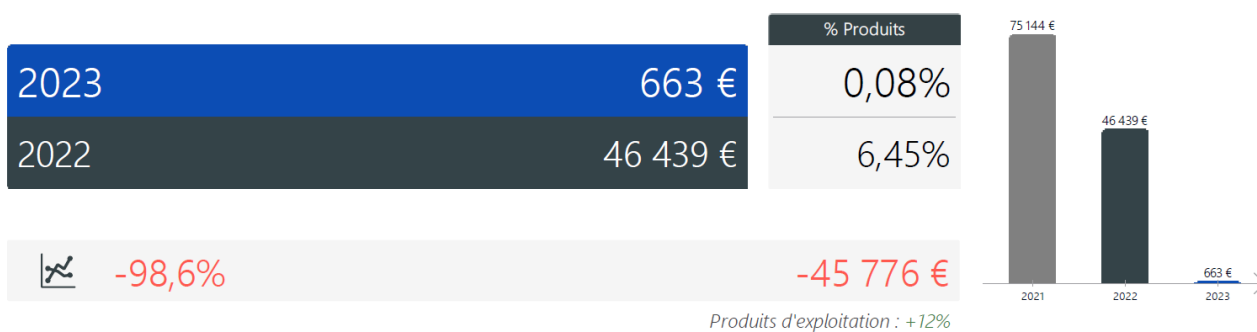 % Produits
2023 663 € 0,08%
2022 46 439 € 6,45%
-98,6% -45 776 €
Produits d'exploitation : +12%
75 144 €
46 439 €
663 €
2021 2022 2023